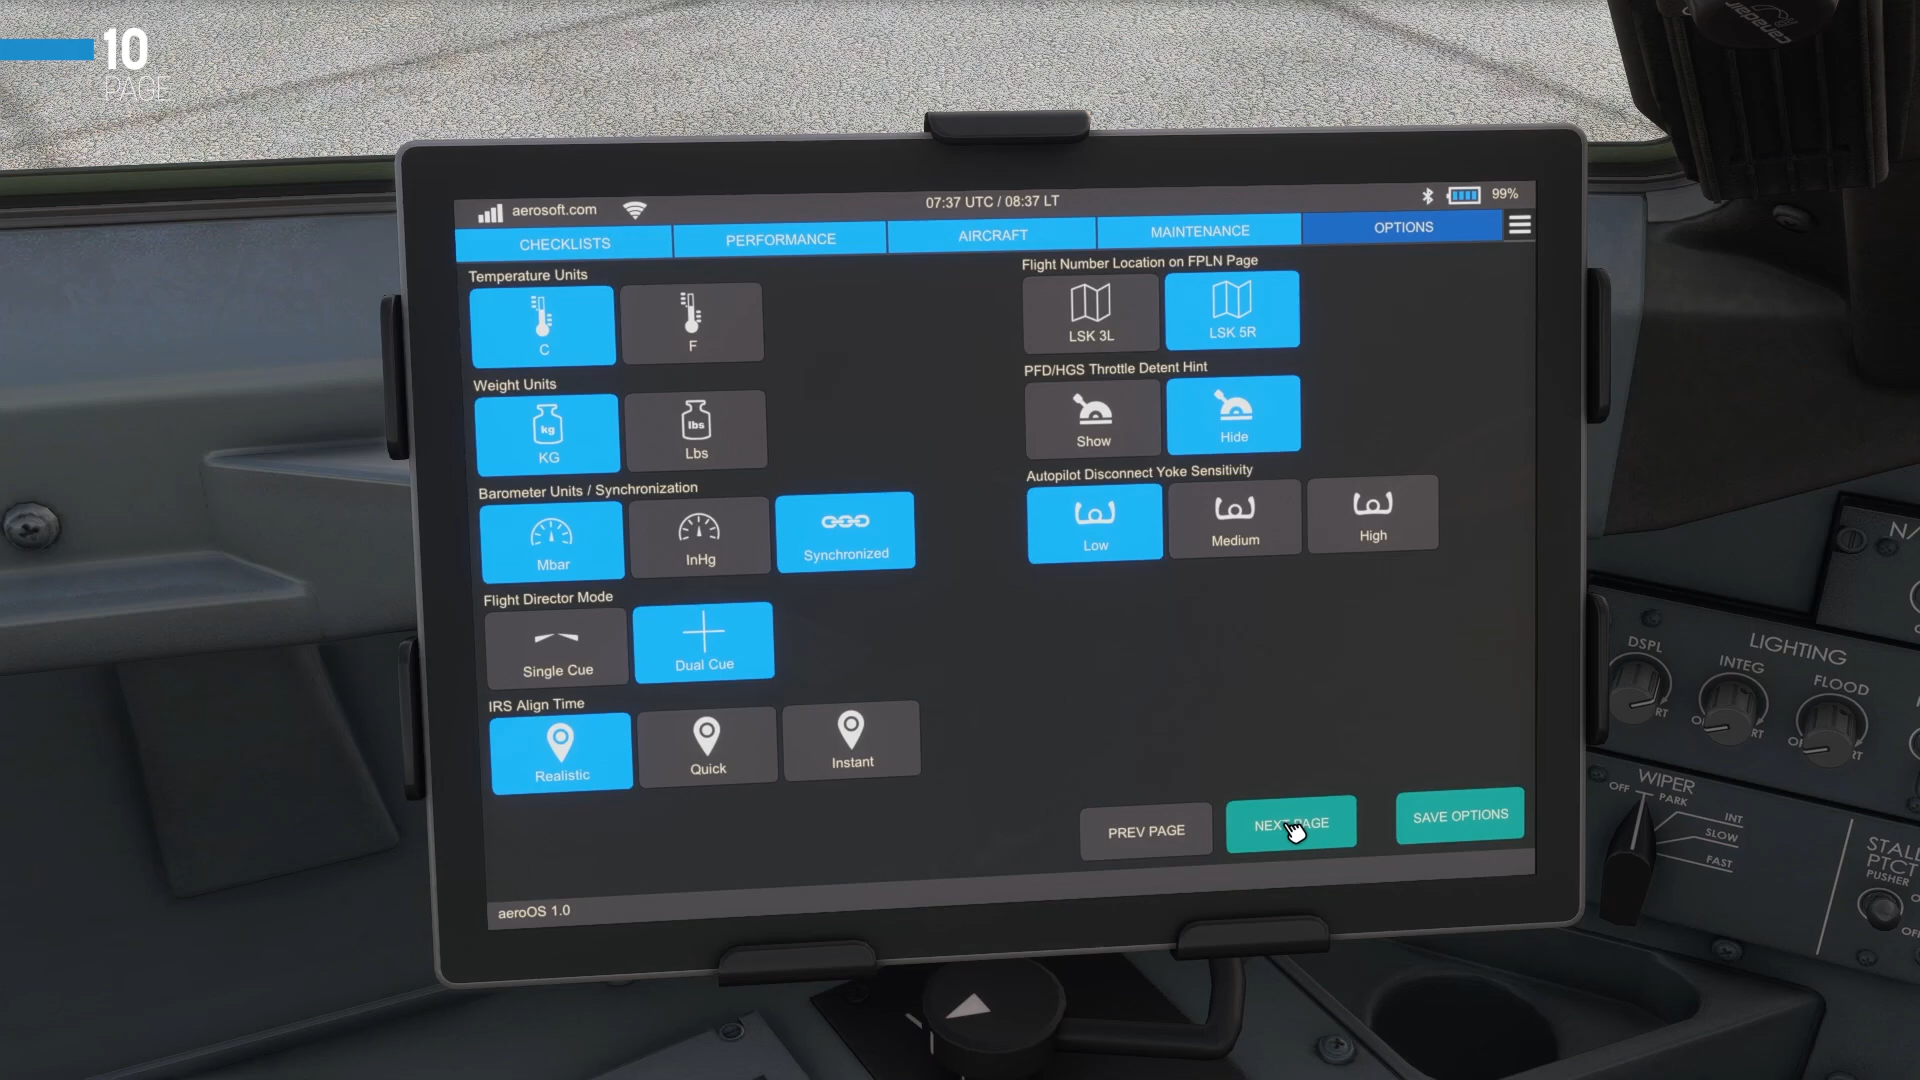 10
PAGE
Canadair
aerosoft.com
07:37 UTC / 08:37 LT
99%
CHECKLISTS
PERFORMANCE
AIRCRAFT
MAINTENANCE
OPTIONS
Temperature Units
C
F
Weight Units
kg
KG
lbs
Lbs
Barometer Units / Synchronization
Mbar
InHg
Synchronized
Flight Director Mode
Single Cue
Dual Cue
IRS Align Time
Realistic
Quick
Instant
Flight Number Location on FPLN Page
LSK 3L
LSK 5R
PFD/HGS Throttle Detent Hint
Show
Hide
Autopilot Disconnect Yoke Sensitivity
Low
Medium
High
PREV PAGE
NEXT PAGE
SAVE OPTIONS
aeroOS 1.0
N/
LIGHTING
DSPL
INTEG
FLOOD
WIPER
OFF
PARK
INT
SLOW
FAST
STALL
PTCT
PUSHER